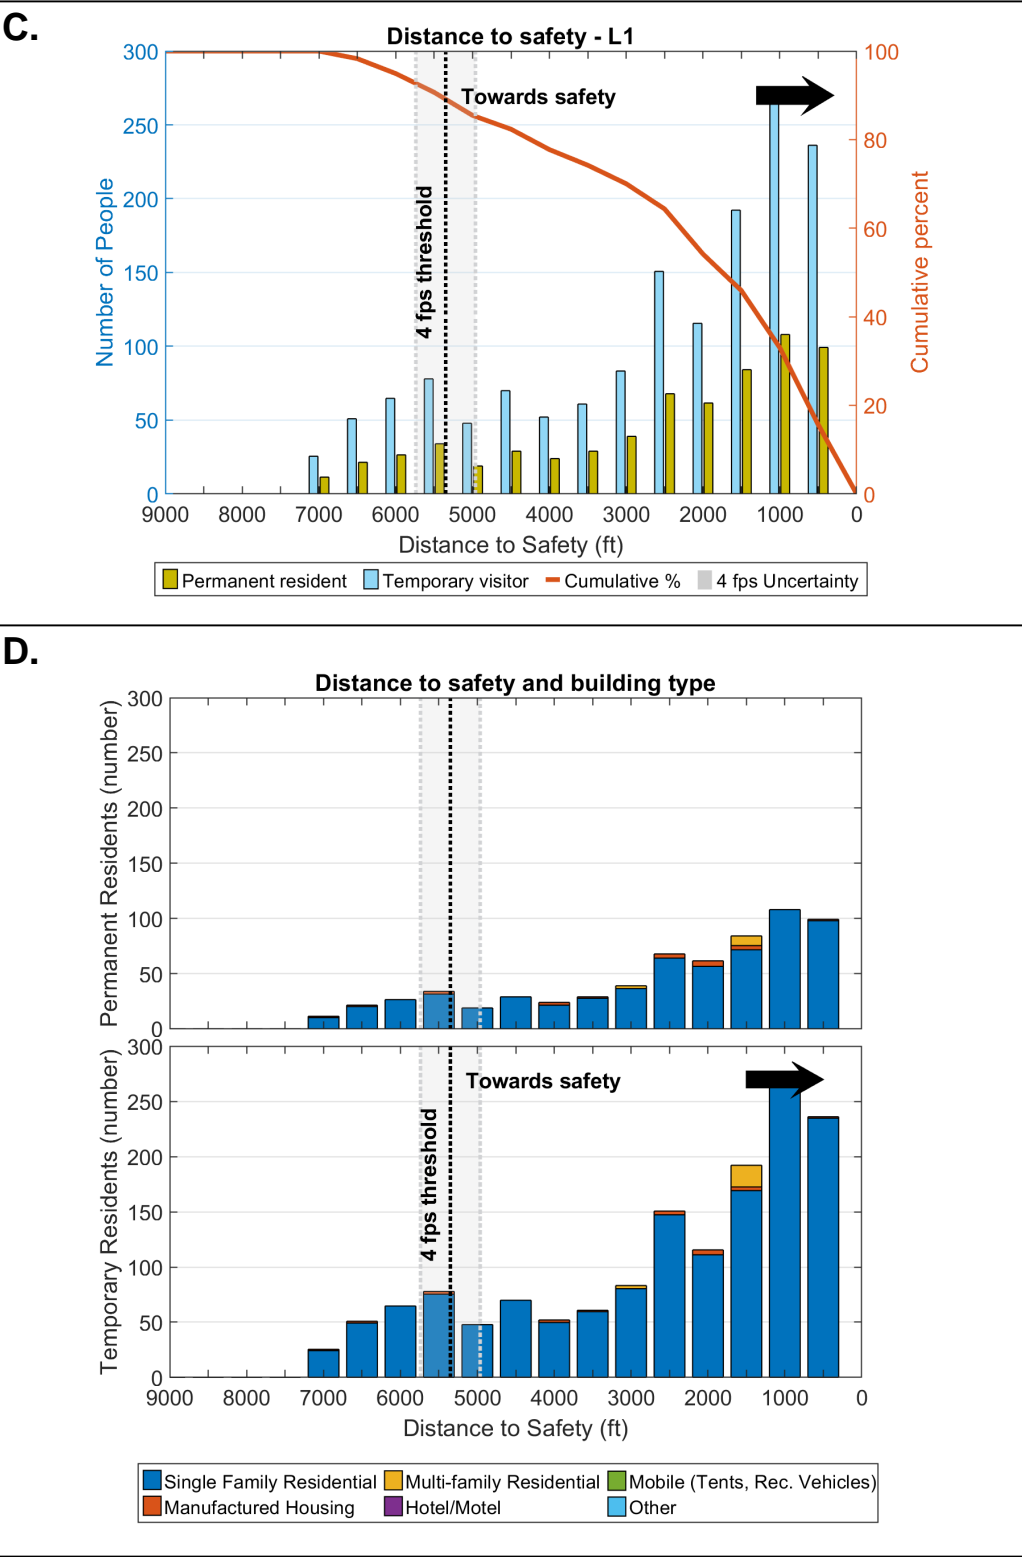 C.
Distance to safety - L1
300
250
200
150
100
50
0
Number of People
100
80
60
40
20
0
Cumulative percent
Towards safety
4 fps threshold
9000 8000 7000 6000 5000 4000 3000 2000 1000 0
Distance to Safety (ft)
Permanent resident Temporary visitor Cumulative % 4 fps Uncertainty
D.
Distance to safety and building type
300
250
200
150
100
50
0
Permanent Residents (number)
300
250
200
150
100
50
0
Temporary Residents (number)
Towards safety
4 fps threshold
9000 8000 7000 6000 5000 4000 3000 2000 1000 0
Distance to Safety (ft)
Single Family Residential Multi-family Residential Mobile (Tents, Rec. Vehicles)
Manufactured Housing Hotel/Motel Other